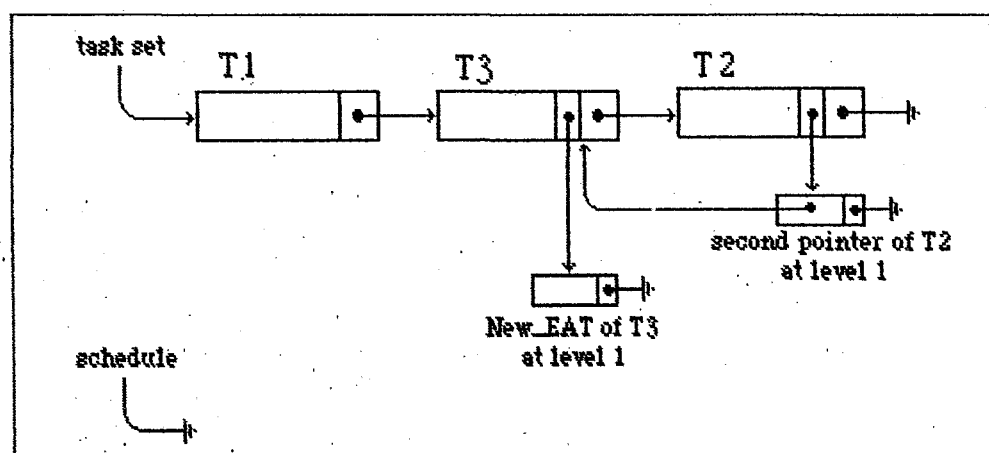 task set
T1
T3
T2
second pointer of T2
at level 1
New_EAT of T3
at level 1
schedule